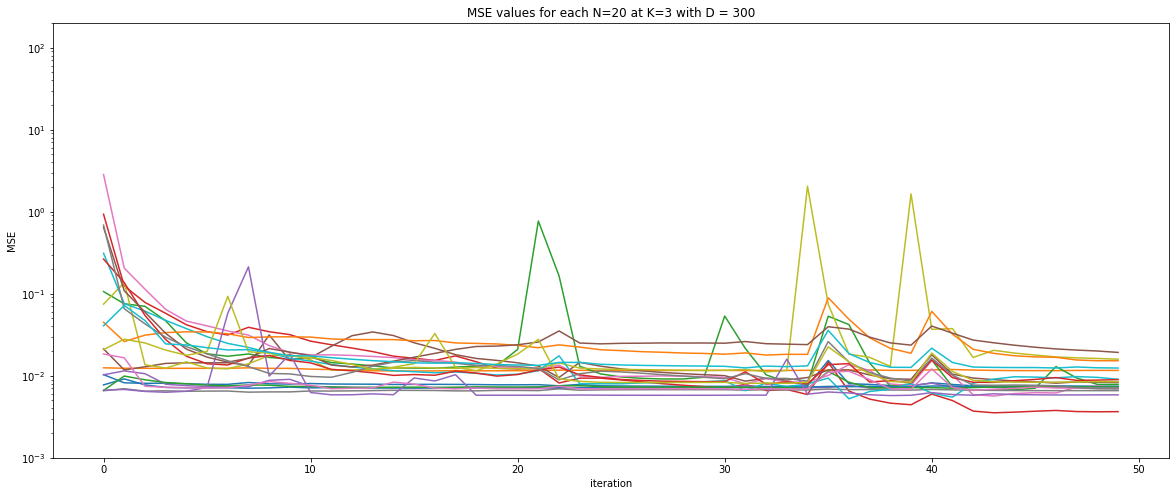 MSE values for each N=20 at K=3 with D = 300
10²
10¹
10⁰
10⁻¹
10⁻²
10⁻³
MSE
0 10 20 30 40 50
iteration